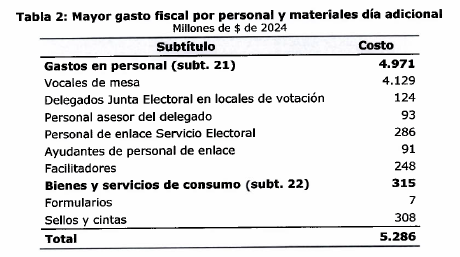 Tabla 2: Mayor gasto fiscal por personal y materiales día adicional
Millones de $ de 2024
Subtítulo Costo
Gastos en personal (subt. 21) 4.971
Vocales de mesa 4.129
Delegados Junta Electoral en locales de votación 124
Personal asesor del delegado 93
Personal de enlace Servicio Electoral 286
Ayudantes de personal de enlace 91
Facilitadores 248
Bienes y servicios de consumo (subt. 22) 315
Formularios 7
Sellos y cintas 308
Total 5.286